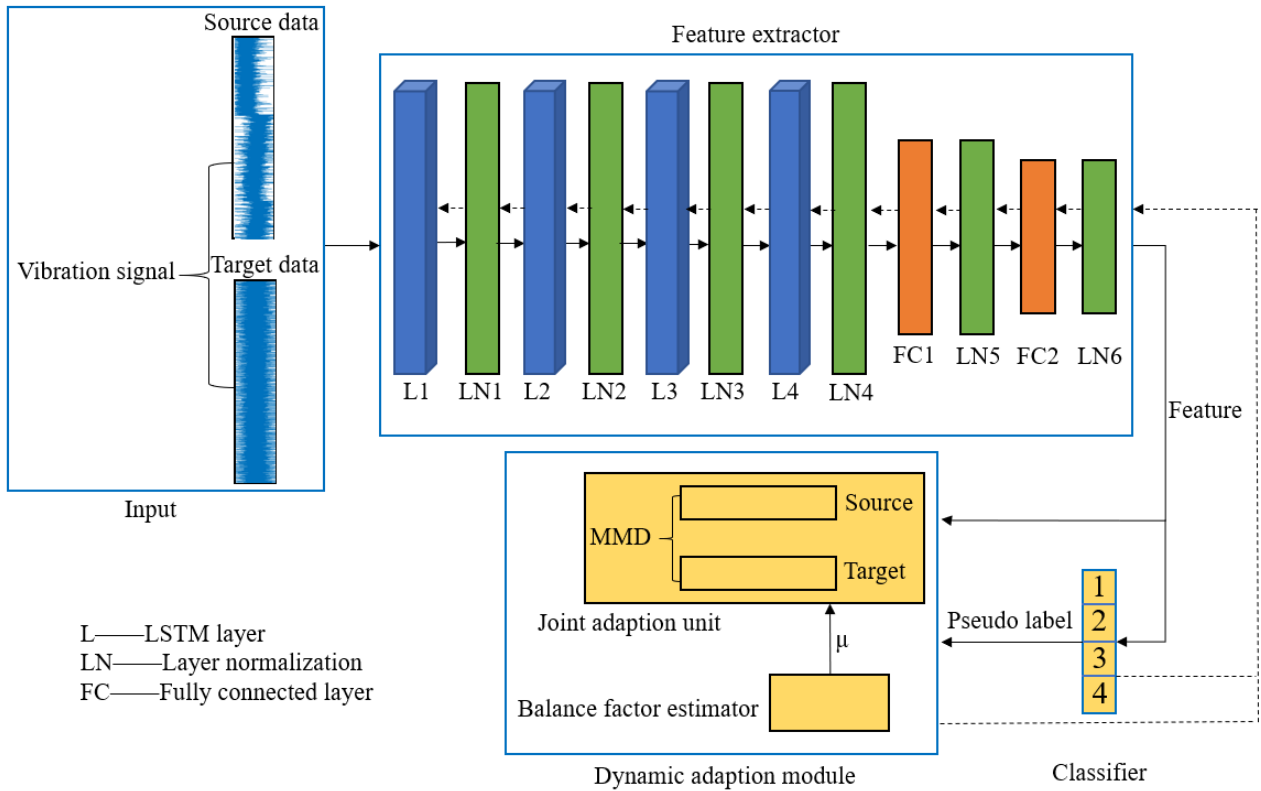 Source data
Vibration signal
Target data
Input
Feature extractor
L1
LN1
L2
LN2
L3
LN3
L4
LN4
FC1
LN5
FC2
LN6
Feature
MMD
Source
Target
Joint adaption unit
μ
Balance factor estimator
Dynamic adaption module
Pseudo label
1
2
3
4
Classifier
L——LSTM layer
LN——Layer normalization
FC——Fully connected layer